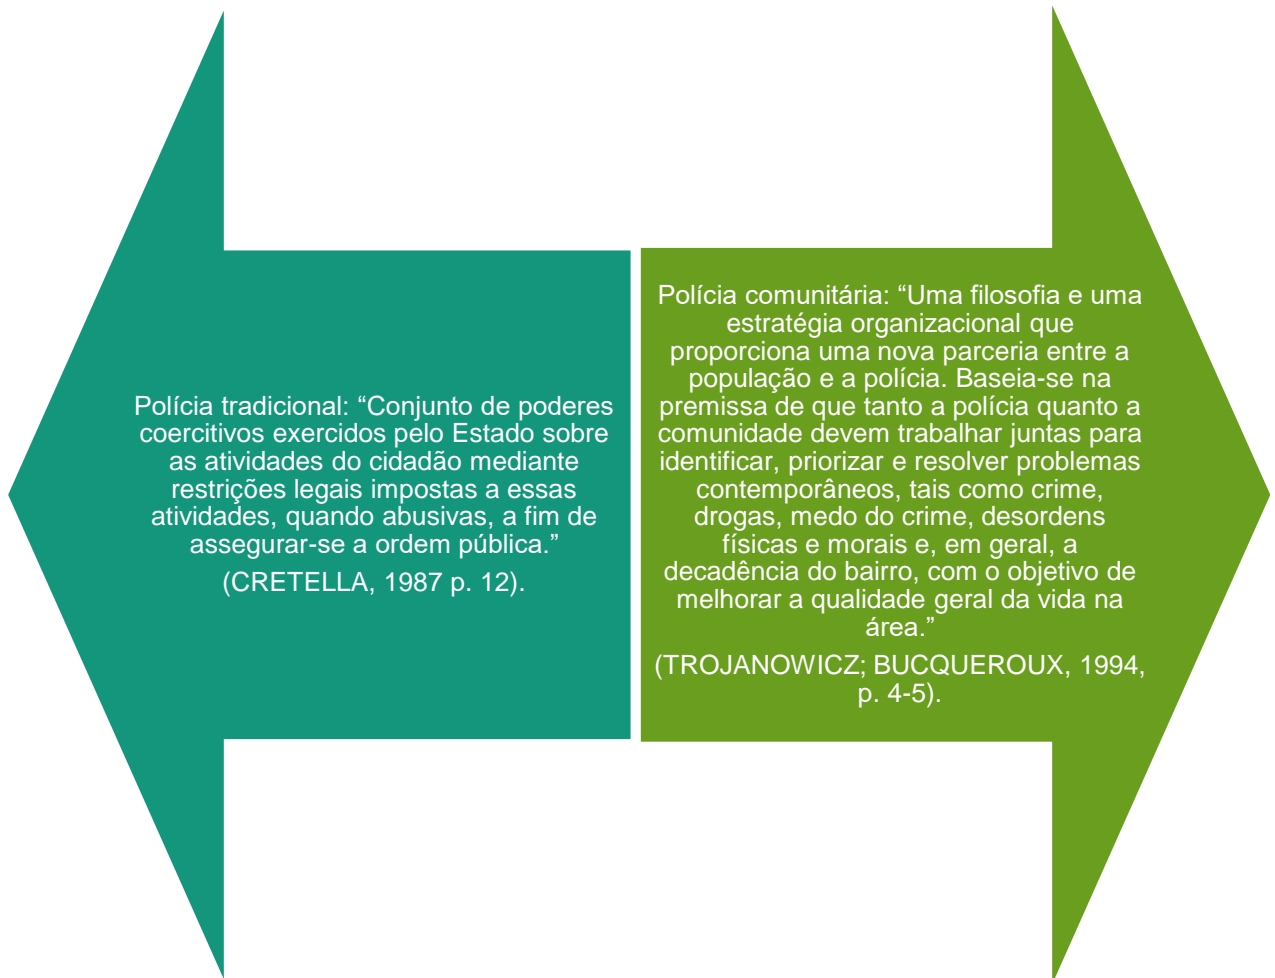 Polícia tradicional: “Conjunto de poderes
coercitivos exercidos pelo Estado sobre
as atividades do cidadão mediante
restrições legais impostas a essas
atividades, quando abusivas, a fim de
assegurar-se a ordem pública.”
(CRETELLA, 1987 p. 12).
Polícia comunitária: “Uma filosofia e uma
estratégia organizacional que
proporciona uma nova parceria entre a
população e a polícia. Baseia-se na
premissa de que tanto a polícia quanto a
comunidade devem trabalhar juntas para
identificar, priorizar e resolver problemas
contemporâneos, tais como crime,
drogas, medo do crime, desordens
físicas e morais e, em geral, a
decadência do bairro, com o objetivo de
melhorar a qualidade geral da vida na
área.”
(TROJANOWICZ; BUCQUEROUX, 1994,
p. 4-5).